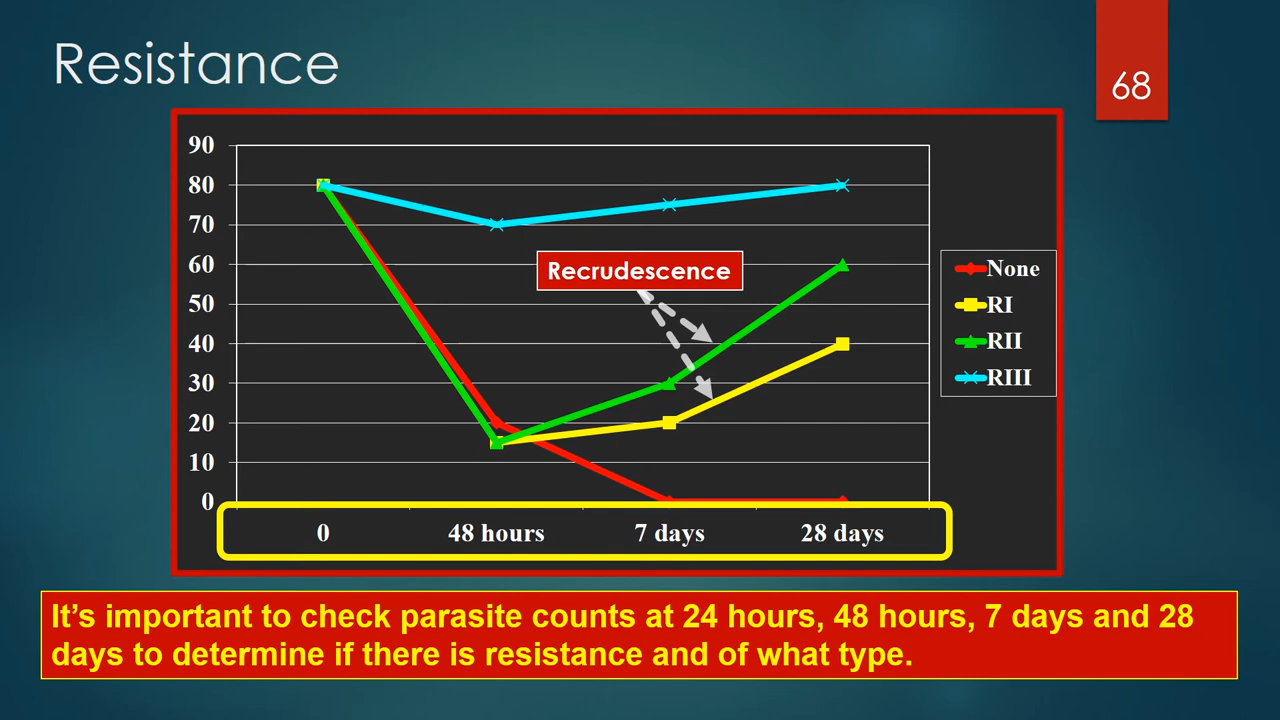 Resistance
68
90
80
70
60
50
40
30
20
10
0
Recrudescence
None
RI
RII
RIII
0 48 hours 7 days 28 days
It’s important to check parasite counts at 24 hours, 48 hours, 7 days and 28
days to determine if there is resistance and of what type.